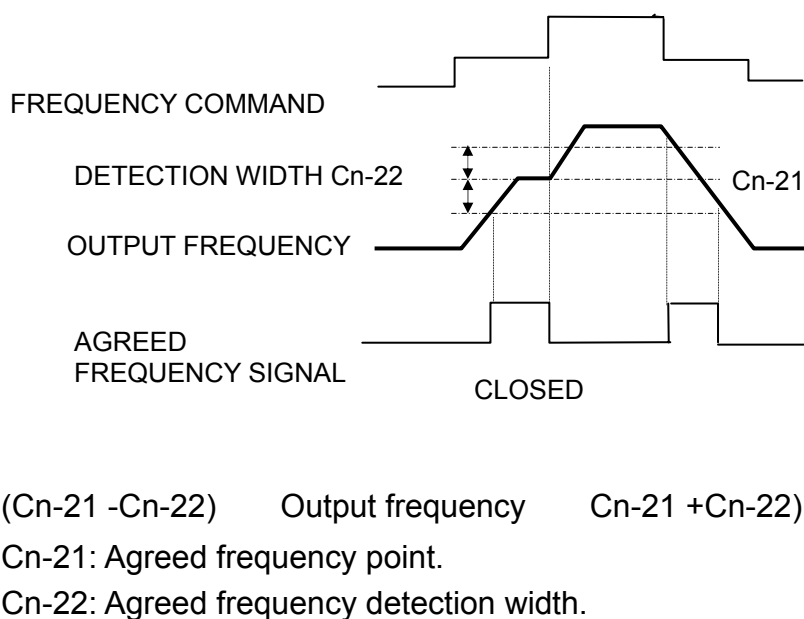 FREQUENCY COMMAND
DETECTION WIDTH Cn-22
Cn-21
OUTPUT FREQUENCY
AGREED
FREQUENCY SIGNAL
CLOSED
(Cn-21 -Cn-22) Output frequency Cn-21 +Cn-22)
Cn-21: Agreed frequency point.
Cn-22: Agreed frequency detection width.